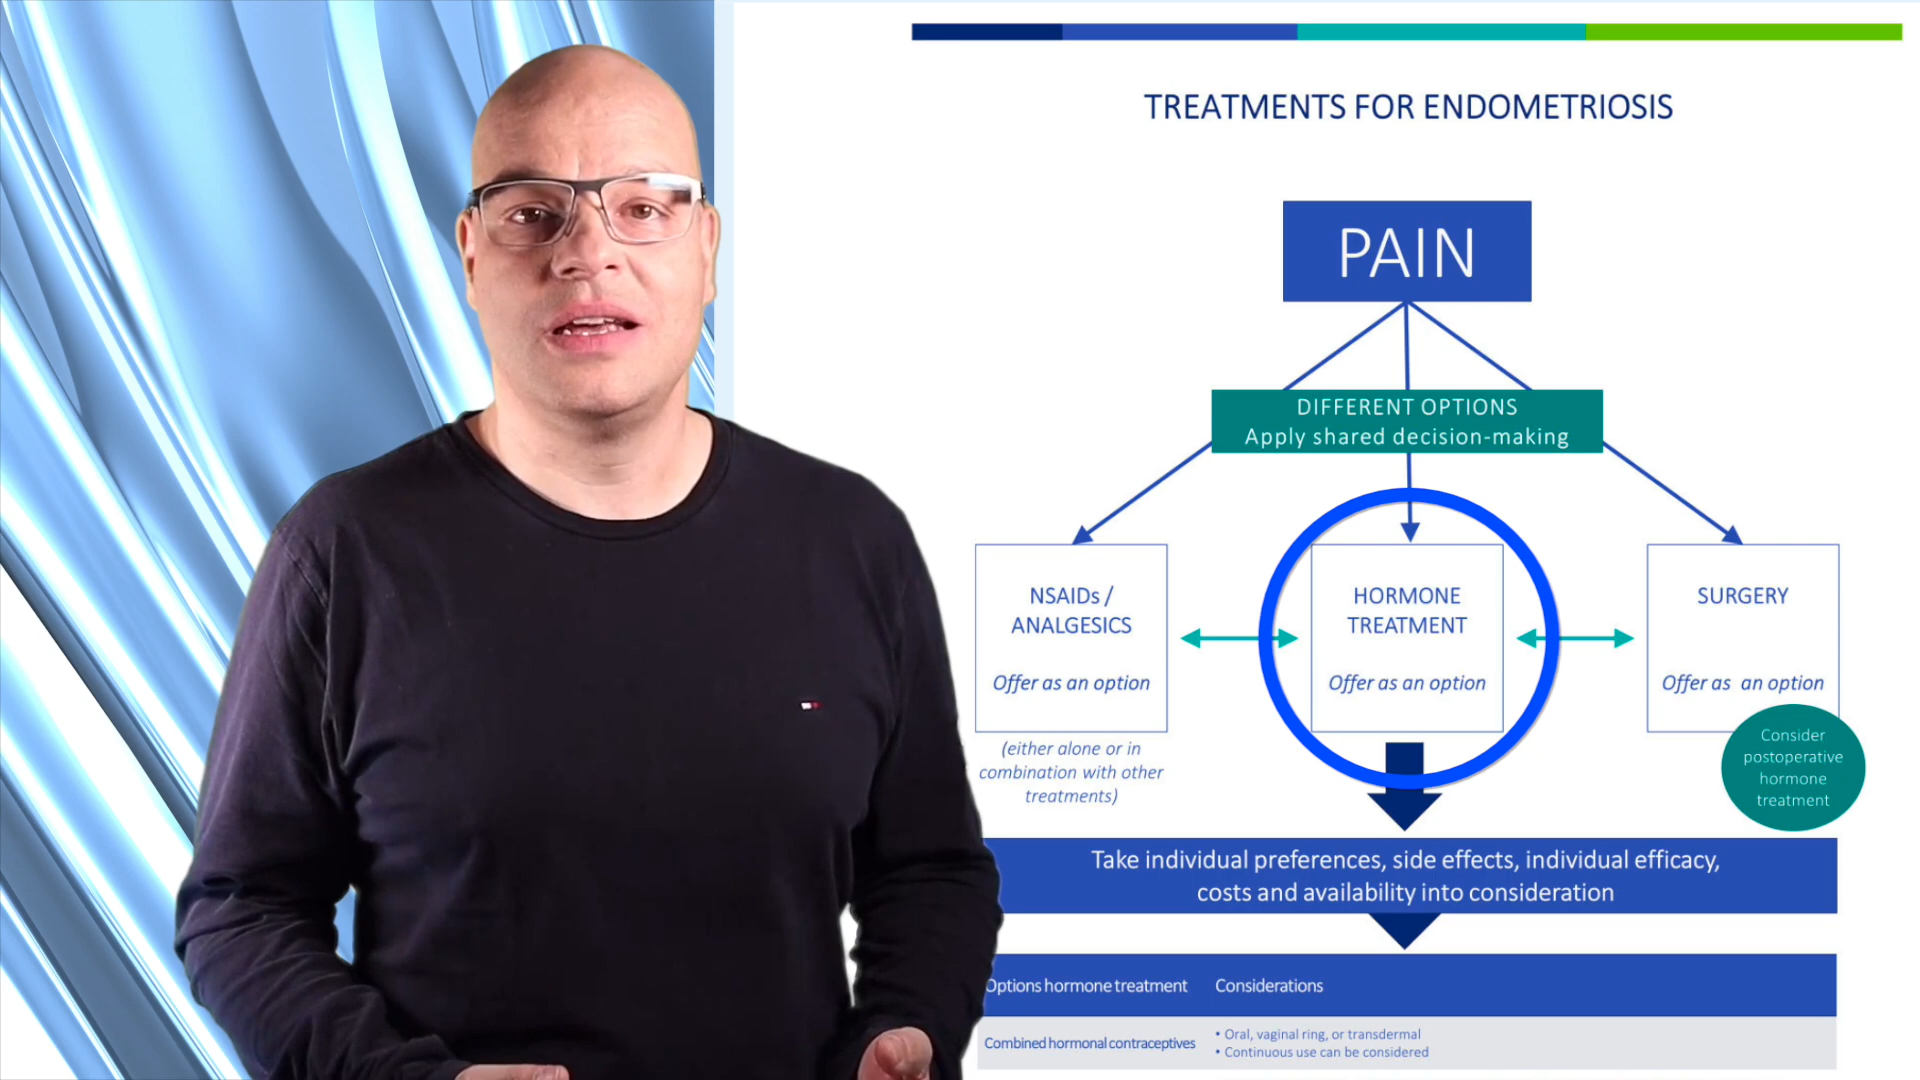 TREATMENTS FOR ENDOMETRIOSIS
PAIN
DIFFERENT OPTIONS
Apply shared decision-making
NSAIDs /
ANALGESICS
Offer as an option
(either alone or in
combination with other
treatments)
HORMONE
TREATMENT
Offer as an option
SURGERY
Offer as an option
Consider
postoperative
hormone
treatment
Take individual preferences, side effects, individual efficacy,
costs and availability into consideration
Options hormone treatment Considerations
Combined hormonal contraceptives
• Oral, vaginal ring, or transdermal
• Continuous use can be considered